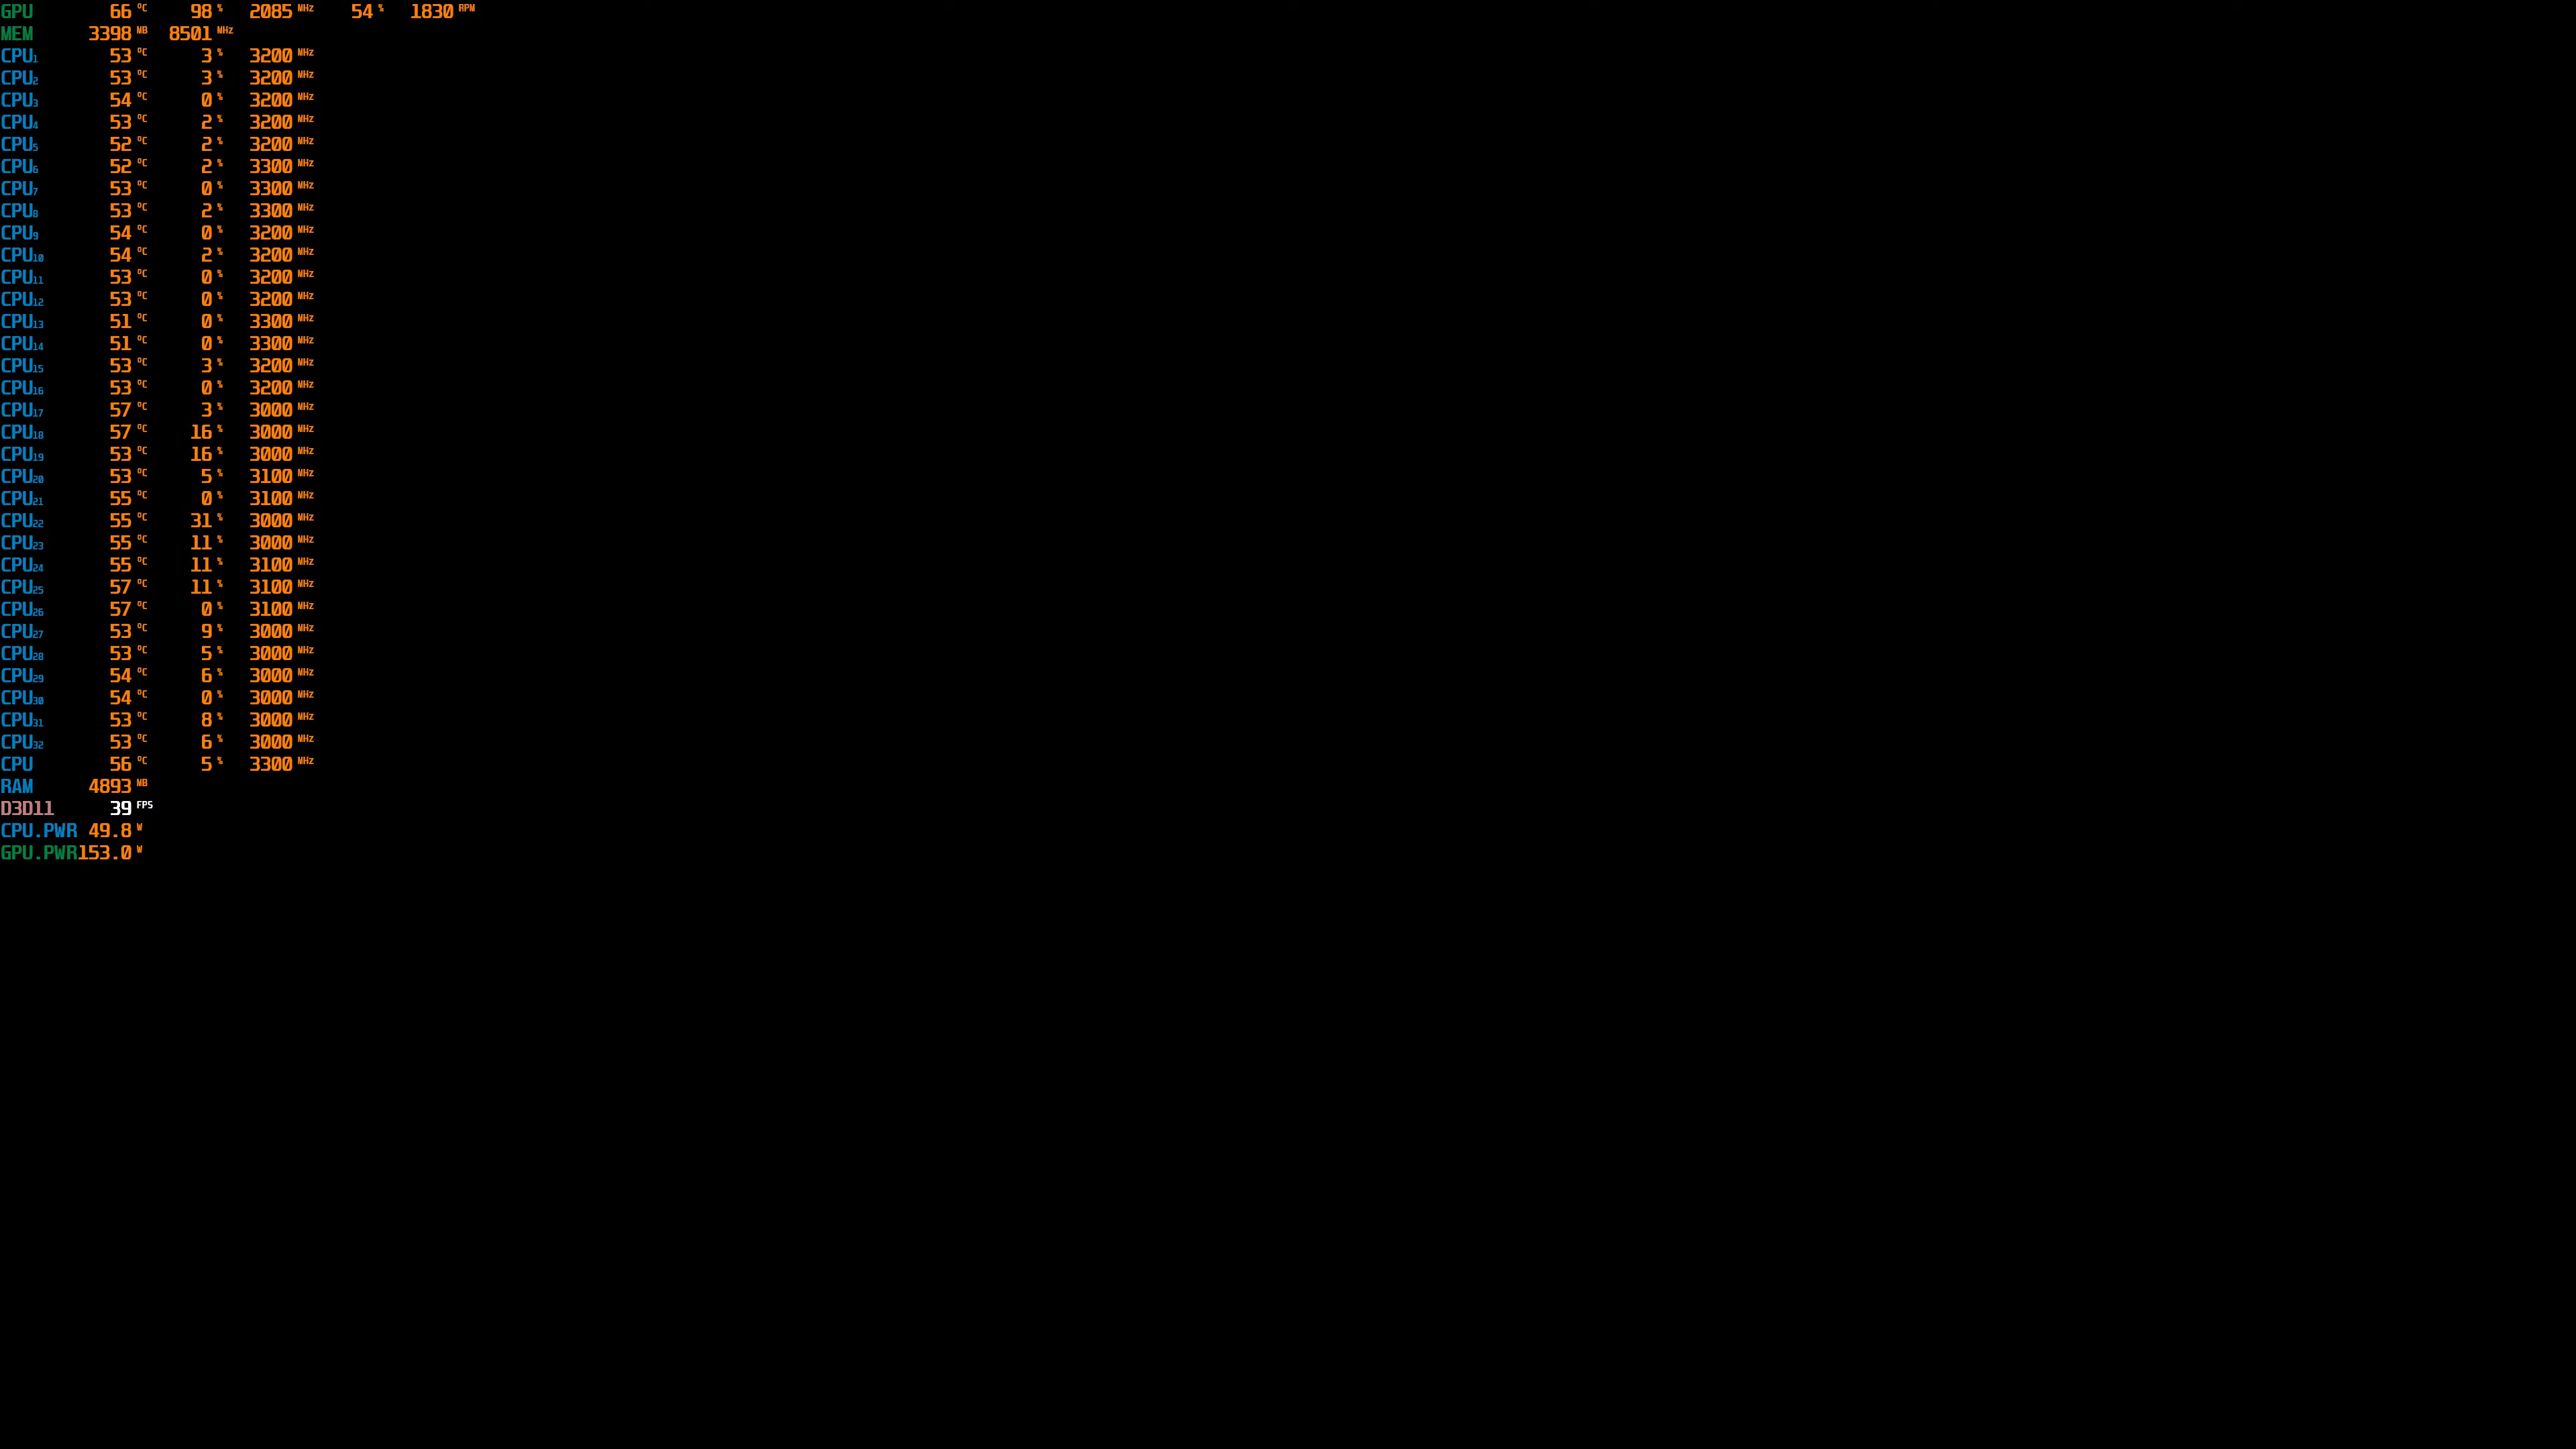 GPU 66 °C 98 % 2085 MHz 54 % 1830 RPM
MEM 3398 MB 8501 MHz
CPU1 53 °C 3 % 3200 MHz
CPU2 53 °C 3 % 3200 MHz
CPU3 54 °C 0 % 3200 MHz
CPU4 53 °C 2 % 3200 MHz
CPU5 52 °C 2 % 3200 MHz
CPU6 52 °C 2 % 3300 MHz
CPU7 53 °C 0 % 3300 MHz
CPU8 53 °C 2 % 3300 MHz
CPU9 54 °C 0 % 3200 MHz
CPU10 54 °C 2 % 3200 MHz
CPU11 53 °C 0 % 3200 MHz
CPU12 53 °C 0 % 3200 MHz
CPU13 51 °C 0 % 3300 MHz
CPU14 51 °C 0 % 3300 MHz
CPU15 53 °C 3 % 3200 MHz
CPU16 53 °C 0 % 3200 MHz
CPU17 57 °C 3 % 3000 MHz
CPU18 57 °C 16 % 3000 MHz
CPU19 53 °C 16 % 3000 MHz
CPU20 53 °C 5 % 3100 MHz
CPU21 55 °C 0 % 3100 MHz
CPU22 55 °C 31 % 3000 MHz
CPU23 55 °C 11 % 3000 MHz
CPU24 55 °C 11 % 3100 MHz
CPU25 57 °C 11 % 3100 MHz
CPU26 57 °C 0 % 3100 MHz
CPU27 53 °C 9 % 3000 MHz
CPU28 53 °C 5 % 3000 MHz
CPU29 54 °C 6 % 3000 MHz
CPU30 54 °C 0 % 3000 MHz
CPU31 53 °C 8 % 3000 MHz
CPU32 53 °C 6 % 3000 MHz
CPU 56 °C 5 % 3300 MHz
RAM 4893 MB
D3D11 39 FPS
CPU.PWR 49.8 W
GPU.PWR 153.0 W